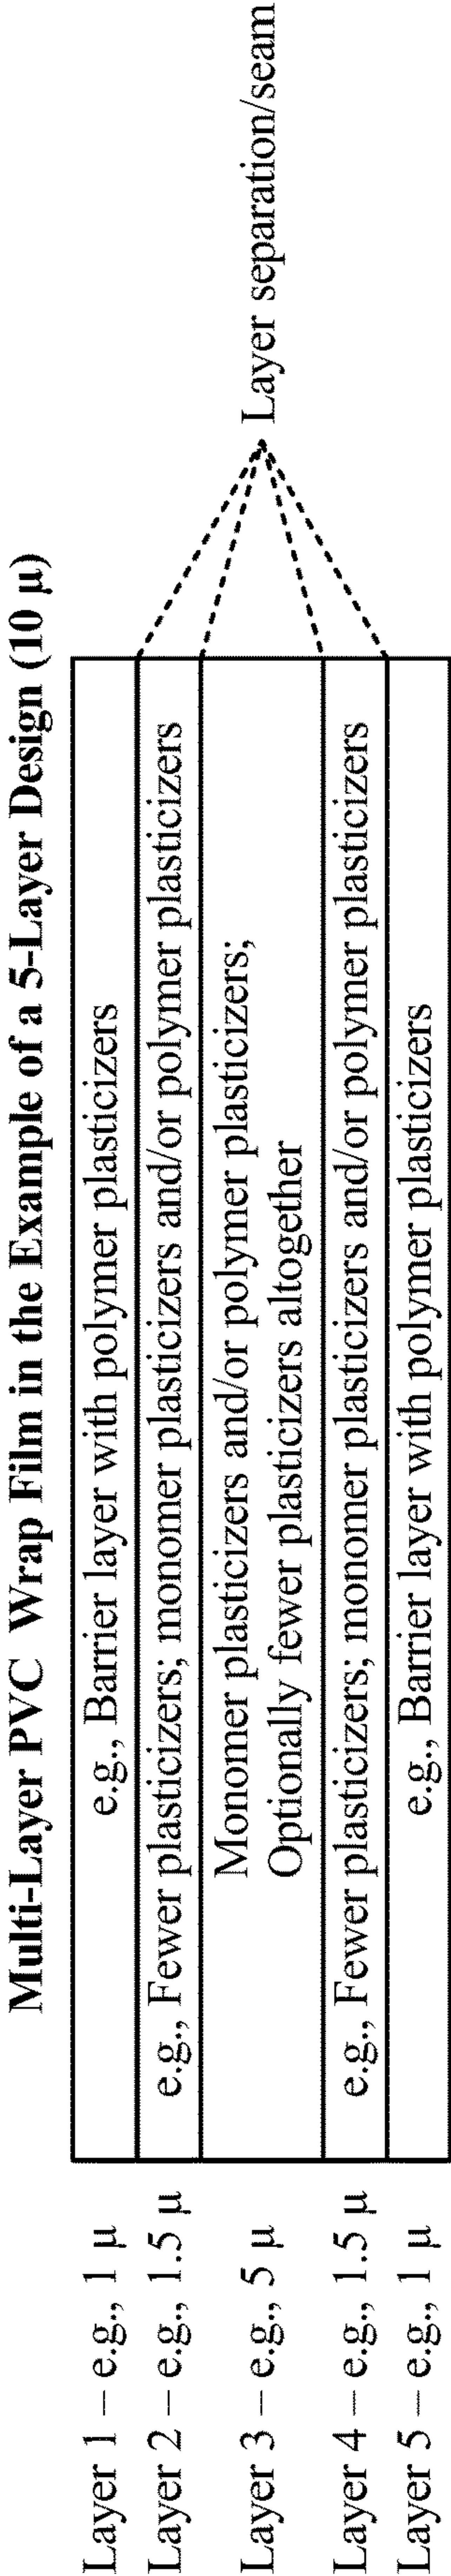 Multi-Layer PVC Wrap Film in the Example of a 5-Layer Design (10 μ)
Layer 1 – e.g., 1 μ
e.g., Barrier layer with polymer plasticizers
Layer 2 – e.g., 1.5 μ
e.g., Fewer plasticizers; monomer plasticizers and/or polymer plasticizers
Layer 3 – e.g., 5 μ
Monomer plasticizers and/or polymer plasticizers;
Optionally fewer plasticizers altogether
Layer separation/seam
Layer 4 – e.g., 1.5 μ
e.g., Fewer plasticizers; monomer plasticizers and/or polymer plasticizers
Layer 5 – e.g., 1 μ
e.g., Barrier layer with polymer plasticizers